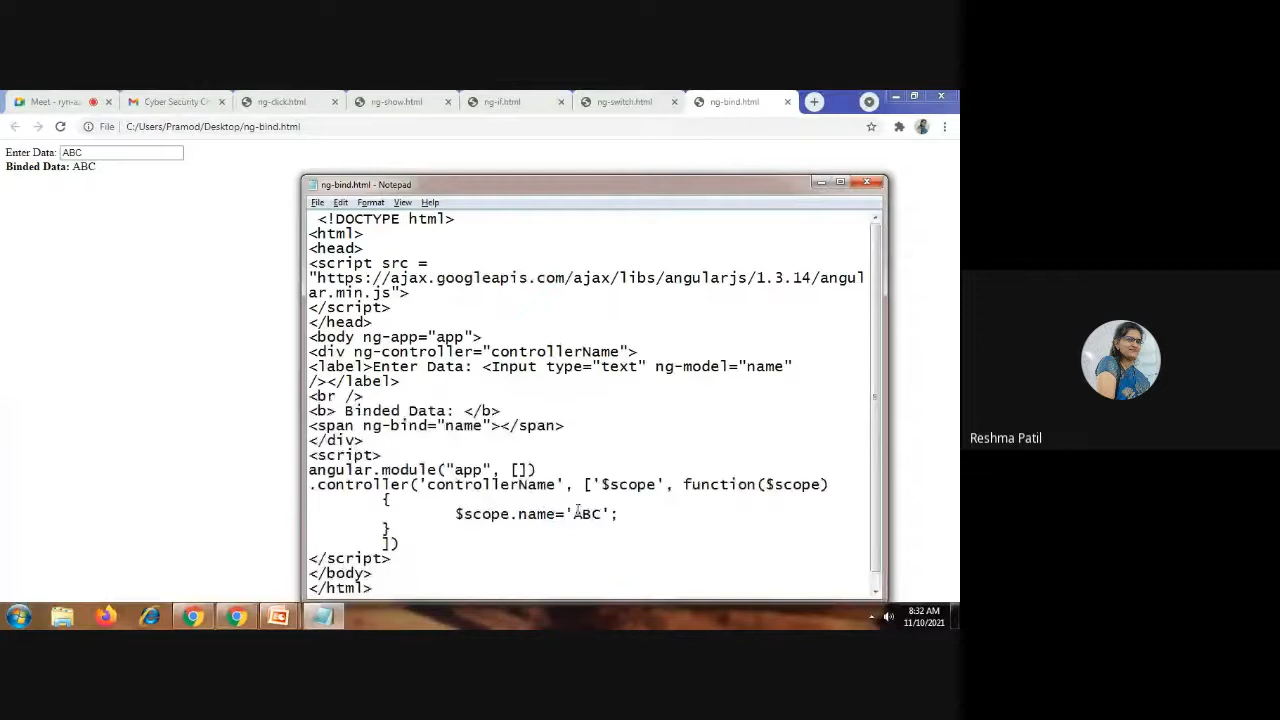 Meet - ryn-a
Cyber Security C
ng-click.html
ng-show.html
ng-if.html
ng-switch.html
ng-bind.html
File
C:/Users/Pramod/Desktop/ng-bind.html
Enter Data: ABC
Binded Data: ABC
ng-bind.html - Notepad
File Edit Format View Help
<!DOCTYPE html>
<html>
<head>
<script src =
"https://ajax.googleapis.com/ajax/libs/angularjs/1.3.14/angul
ar.min.js">
</script>
</head>
<body ng-app="app">
<div ng-controller="controllerName">
<label>Enter Data: <Input type="text" ng-model="name"
/></label>
<br />
<b> Binded Data: </b>
<span ng-bind="name"></span>
</div>
<script>
angular.module("app", [])
.controller('controllerName', ['$scope', function($scope)
{
$scope.name='ABC';
}
])
</script>
</body>
</html>
Reshma Patil
8:32 AM
11/10/2021